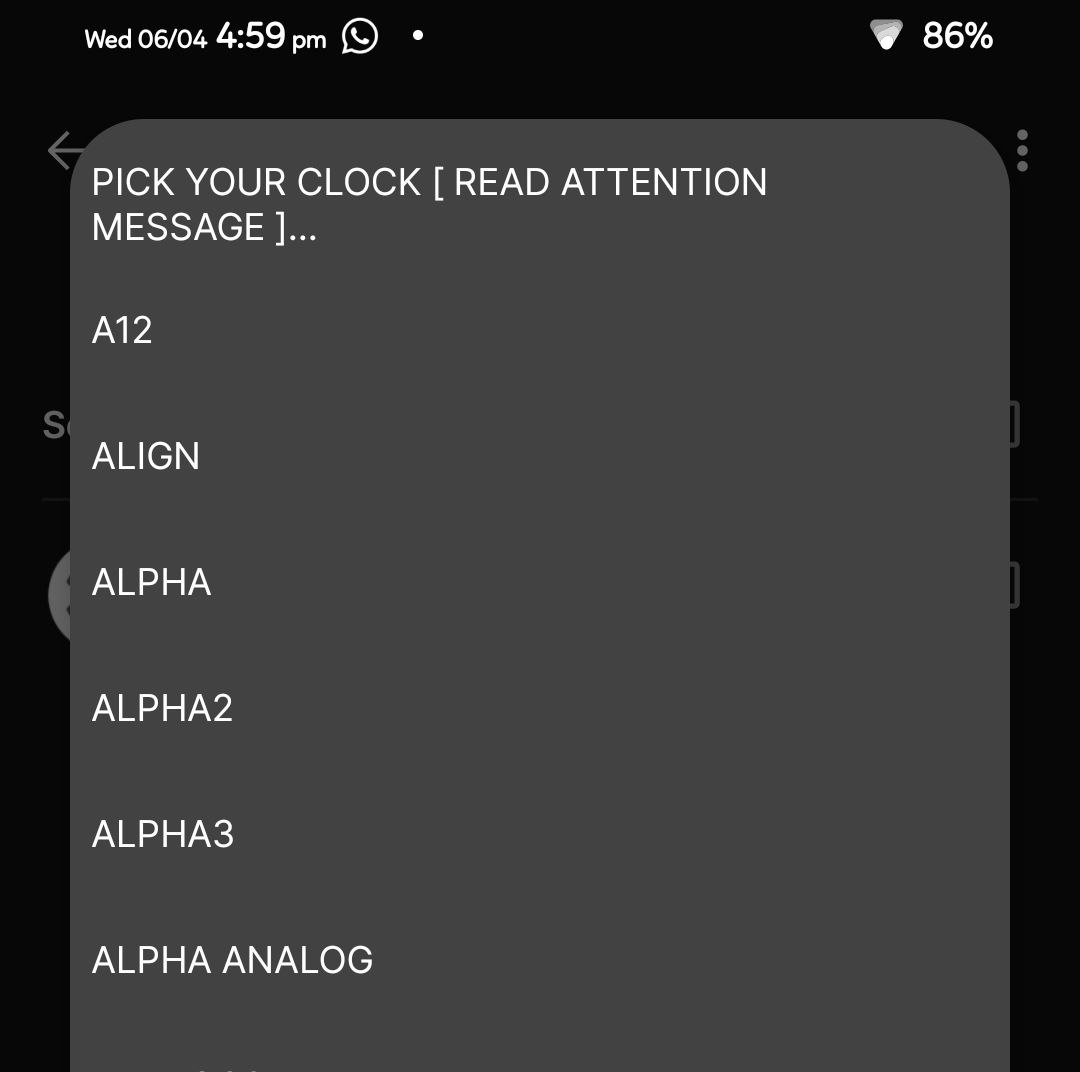 Wed 06/04 4:59 pm 86%
PICK YOUR CLOCK [ READ ATTENTION
MESSAGE ]...
A12
ALIGN
ALPHA
ALPHA2
ALPHA3
ALPHA ANALOG